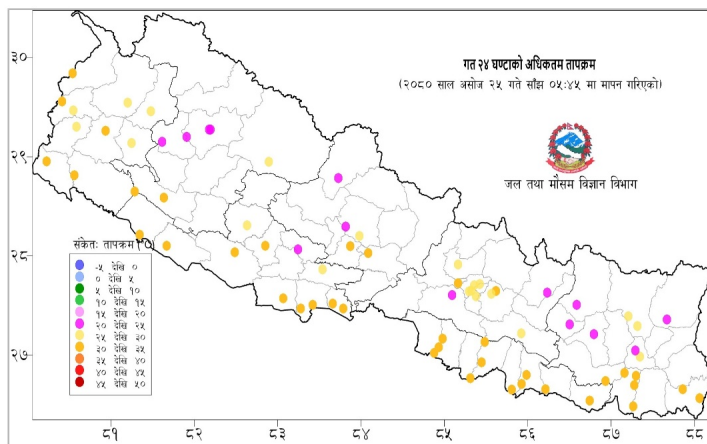 गत २४ घण्टाको अधिकतम तापक्रम
(२०८० साल असोज २५ गते साँझ ०५:४५ मा मापन गरिएको)
जल तथा मौसम विज्ञान विभाग
३०
२९
२८
२७
संकेतः तापक्रम (°C)
-५ देखि ०
० देखि ५
५ देखि १०
१० देखि १५
१५ देखि २०
२० देखि २५
२५ देखि ३०
३० देखि ३५
३५ देखि ४०
४० देखि ४५
४५ देखि ५०
८१ ८२ ८३ ८४ ८५ ८६ ८७ ८८